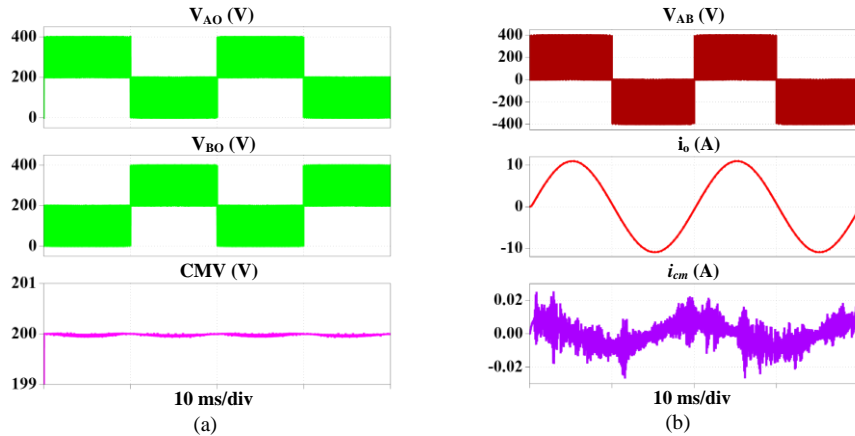 V_AO (V)
400
200
0
V_BO (V)
400
200
0
CMV (V)
201
200
199
10 ms/div
(a)
V_AB (V)
400
200
0
-200
-400
i_o (A)
10
0
-10
i_cm (A)
0.02
0.00
-0.02
10 ms/div
(b)